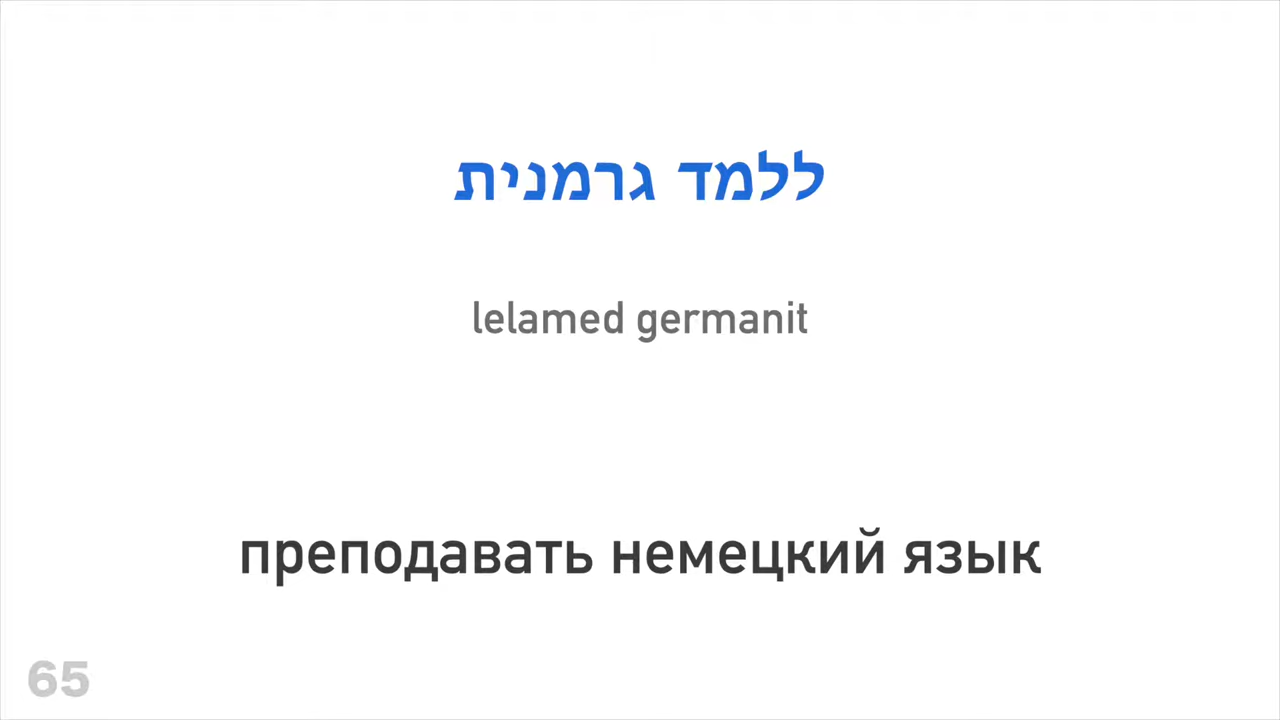 ללמד גרמנית
lelamed germanit
преподавать немецкий язык
65